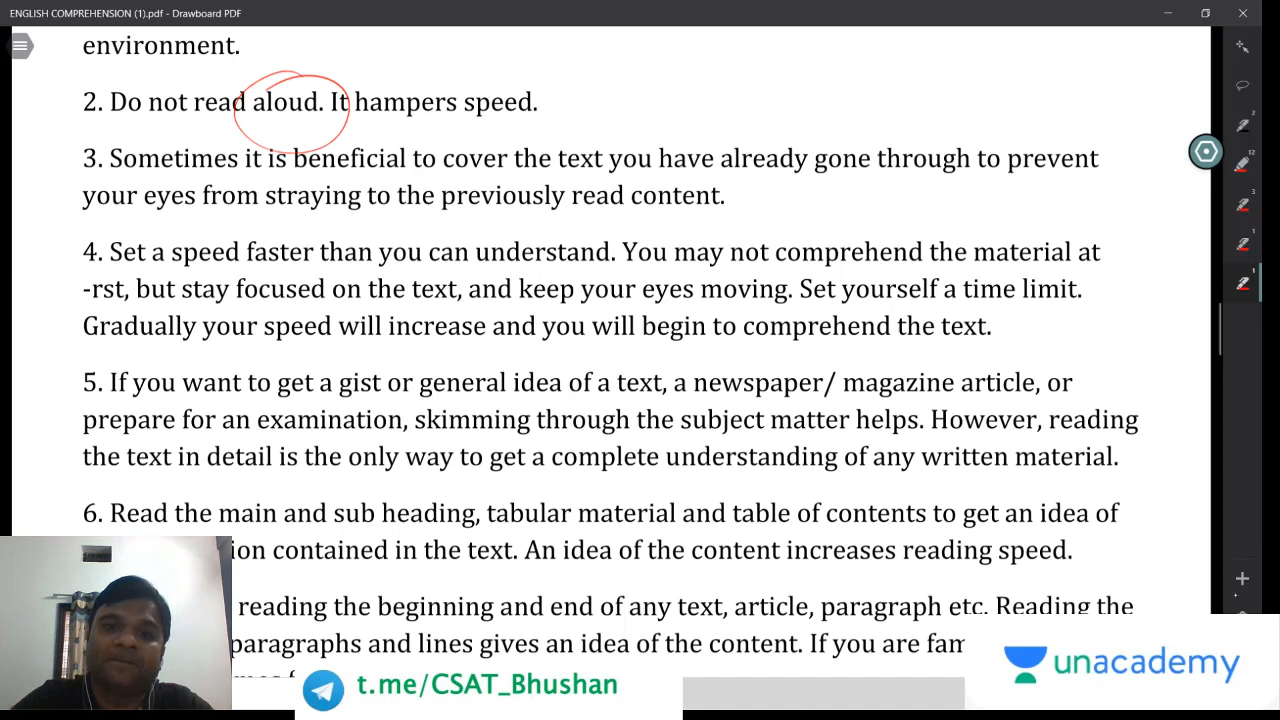 ENGLISH COMPREHENSION (1).pdf - Drawboard PDF
environment.
2. Do not read aloud. It hampers speed.
3. Sometimes it is beneficial to cover the text you have already gone through to prevent
your eyes from straying to the previously read content.
4. Set a speed faster than you can understand. You may not comprehend the material at
-rst, but stay focused on the text, and keep your eyes moving. Set yourself a time limit.
Gradually your speed will increase and you will begin to comprehend the text.
5. If you want to get a gist or general idea of a text, a newspaper/ magazine article, or
prepare for an examination, skimming through the subject matter helps. However, reading
the text in detail is the only way to get a complete understanding of any written material.
6. Read the main and sub heading, tabular material and table of contents to get an idea of
ion contained in the text. An idea of the content increases reading speed.
reading the beginning and end of any text, article, paragraph etc. Reading the
paragraphs and lines gives an idea of the content. If you are fam
t.me/CSAT_Bhushan
unacademy
2
12
3
1
1